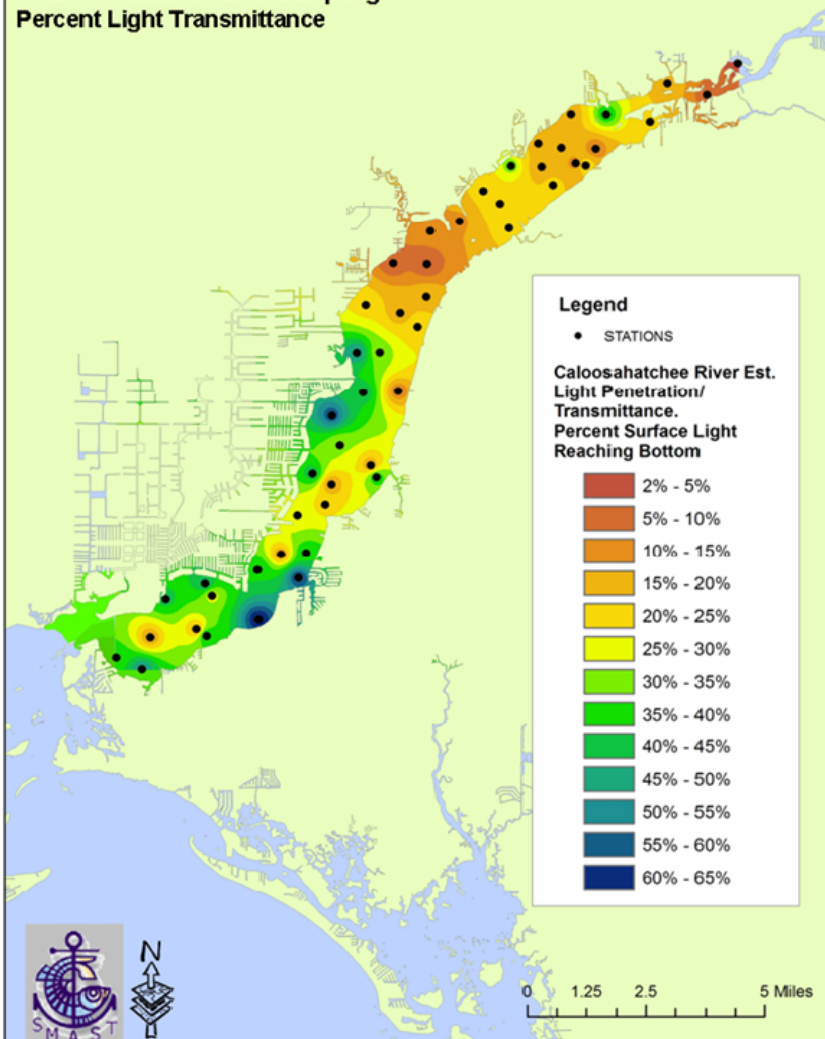 Percent Light Transmittance
Legend
STATIONS
Caloosahatchee River Est.
Light Penetration/
Transmittance.
Percent Surface Light
Reaching Bottom
2% - 5%
5% - 10%
10% - 15%
15% - 20%
20% - 25%
25% - 30%
30% - 35%
35% - 40%
40% - 45%
45% - 50%
50% - 55%
55% - 60%
60% - 65%
N
SMAST
0 1.25 2.5 5 Miles